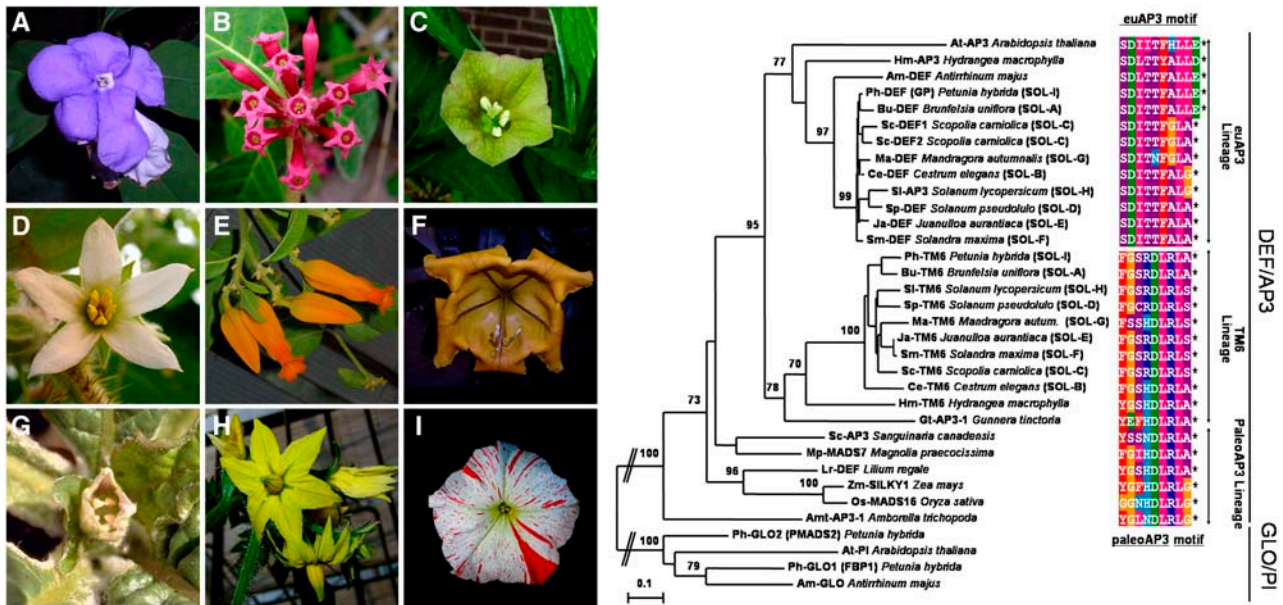 A
B
C
D
E
F
G
H
I
euAP3 motif
At-AP3 Arabidopsis thaliana SDIITFHLLE*
Hm-AP3 Hydrangea macrophylla SDLTTYALLD*
Am-DEF Antirrhinum majus SDLTTFALLE*
Ph-DEF (GP) Petunia hybrida (SOL-I) SDITTFALLE*
Bu-DEF Brunfelsia uniflora (SOL-A) SDITTFALLE*
Sc-DEF1 Scopolia carniolica (SOL-C) SDITTFGLA*
Sc-DEF2 Scopolia carniolica (SOL-C) SDITTFGLA*
Ma-DEF Mandragora autumnalis (SOL-G) SDITNFGLA*
Ce-DEF Cestrum elegans (SOL-B) SDITTFALG*
Sl-AP3 Solanum lycopersicum (SOL-H) SDITTFALG*
Sp-DEF Solanum pseudolulo (SOL-D) SDITTFALA*
Ja-DEF Juanulloa aurantiaca (SOL-E) SDITTFALA*
Sm-DEF Solandra maxima (SOL-F) SDITTFALA*
Ph-TM6 Petunia hybrida (SOL-I) FGSRDLRLA*
Bu-TM6 Brunfelsia uniflora (SOL-A) FGSRDLRLA*
Sl-TM6 Solanum lycopersicum (SOL-H) FGSRDLRLS*
Sp-TM6 Solanum pseudolulo (SOL-D) FGCRDLRLA*
Ma-TM6 Mandragora autum. (SOL-G) FSSHDLRLS*
Ja-TM6 Juanulloa aurantiaca (SOL-E) FGSRDLRLS*
Sm-TM6 Solandra maxima (SOL-F) FGSRDLRLA*
Sc-TM6 Scopolia carniolica (SOL-C) FGSRDLRLS*
Ce-TM6 Cestrum elegans (SOL-B) FGSHDLRLS*
Hm-TM6 Hydrangea macrophylla YGSHDLRLA*
Gt-AP3-1 Gunnera tinctoria YEFHDLRLA*
Sc-AP3 Sanguinaria canadensis YSSNDLRLA*
Mp-MADS7 Magnolia praecocissima FGIHDLRLA*
Lr-DEF Lilium regale YGSHDLRLA*
Zm-SILKY1 Zea mays YGFHDLRLG*
Os-MADS16 Oryza sativa GGNHDLRLG*
Amt-AP3-1 Amborella trichopoda YGLNDLRLG*
paleoAP3 motif
Ph-GLO2 (PMADS2) Petunia hybrida
At-PI Arabidopsis thaliana
Ph-GLO1 (FBP1) Petunia hybrida
Am-GLO Antirrhinum majus
77
97
99
95
100
70
78
73
100
96
100
100
79
0.1
euAP3
Lineage
TM6
Lineage
PaleoAP3 Lineage
DEF/AP3
GLO/PI